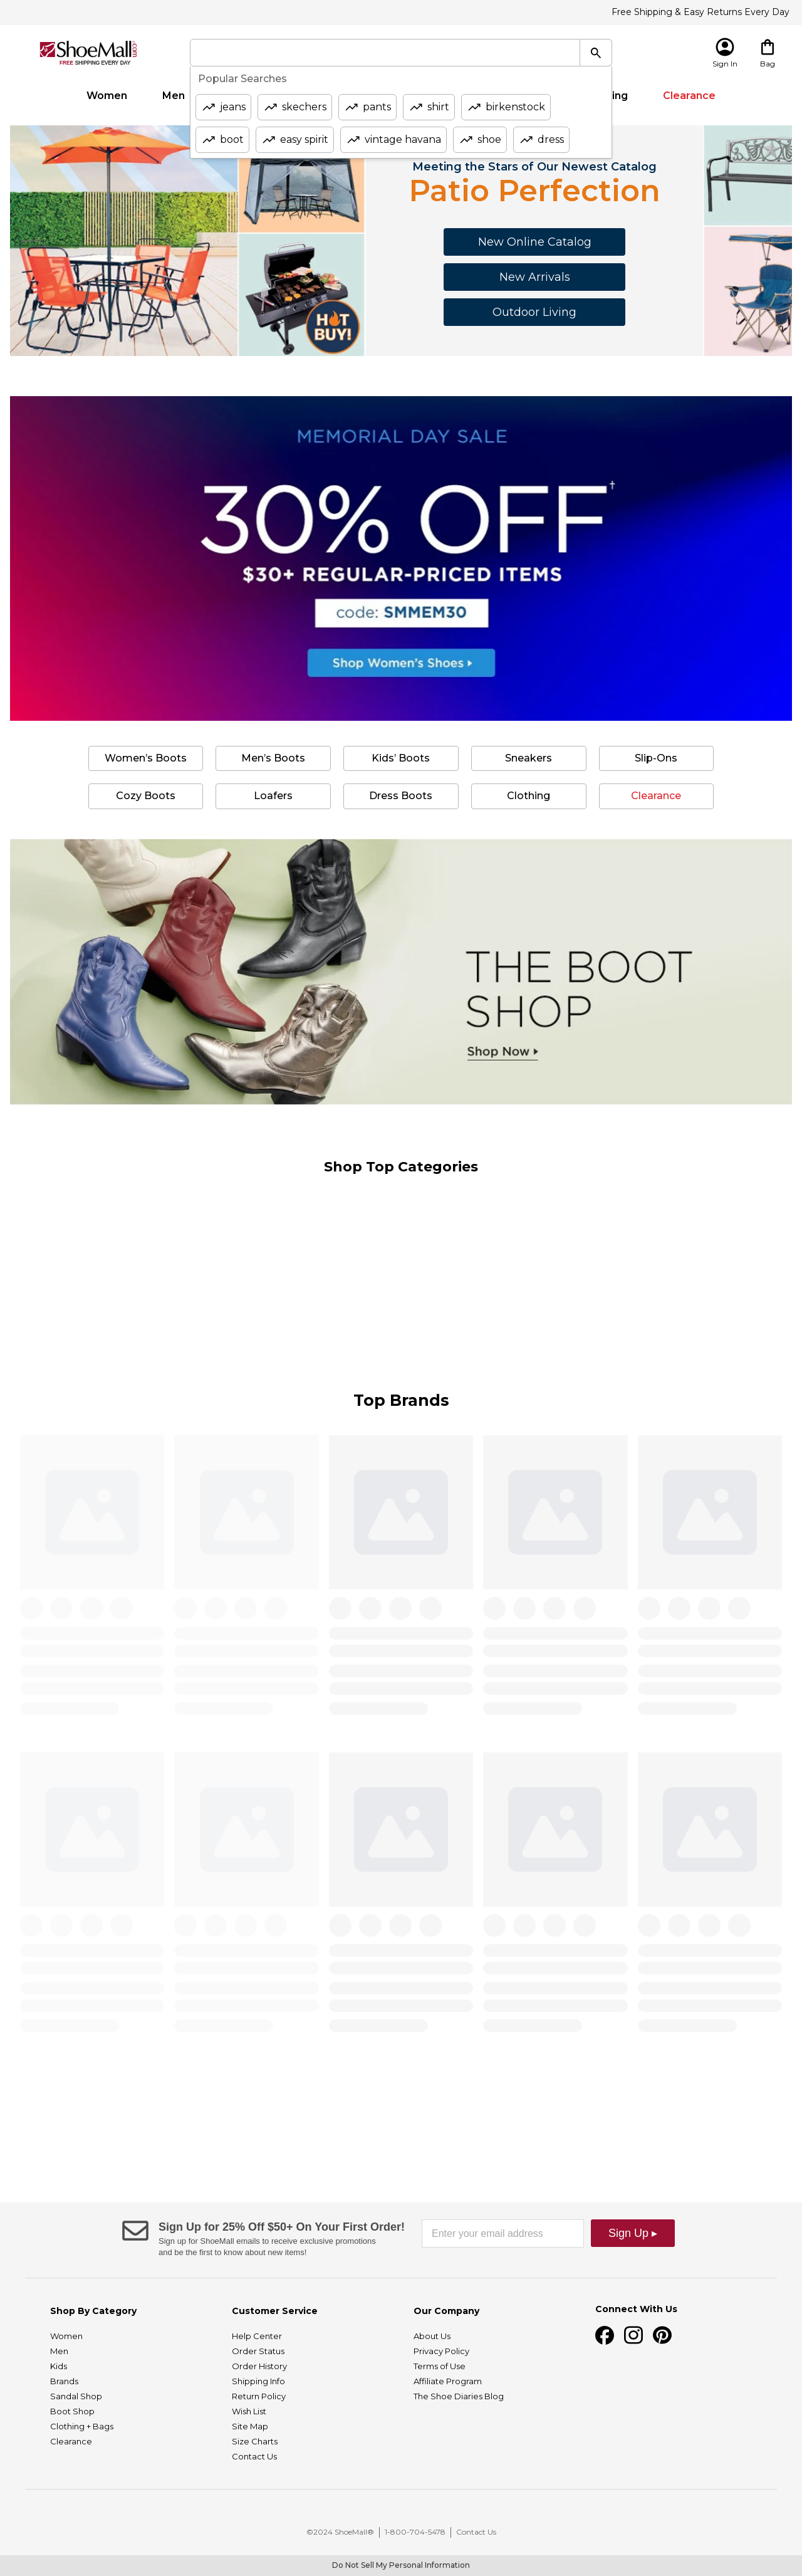 Free Shipping & Easy Returns Every Day
ShoeMall.com
FREE SHIPPING EVERY DAY
Sign In
Bag
Popular Searches
jeans
skechers
pants
shirt
birkenstock
boot
easy spirit
vintage havana
shoe
dress
Women
Men
Clearance
Meeting the Stars of Our Newest Catalog
Patio Perfection
New Online Catalog
New Arrivals
Outdoor Living
HOT
BUY!
MEMORIAL DAY SALE
30% OFF†
$30+ REGULAR-PRICED ITEMS
code: SMMEM30
Shop Women's Shoes
Women's Boots
Men's Boots
Kids' Boots
Sneakers
Slip-Ons
Cozy Boots
Loafers
Dress Boots
Clothing
Clearance
THE BOOT
SHOP
Shop Now
Shop Top Categories
Top Brands
Sign Up for 25% Off $50+ On Your First Order!
Sign up for ShoeMall emails to receive exclusive promotions
and be the first to know about new items!
Enter your email address
Sign Up ▸
Shop By Category
Women
Men
Kids
Brands
Sandal Shop
Boot Shop
Clothing + Bags
Clearance
Customer Service
Help Center
Order Status
Order History
Shipping Info
Return Policy
Wish List
Site Map
Size Charts
Contact Us
Our Company
About Us
Privacy Policy
Terms of Use
Affiliate Program
The Shoe Diaries Blog
Connect With Us
©2024 ShoeMall® | 1-800-704-5478 | Contact Us
Do Not Sell My Personal Information